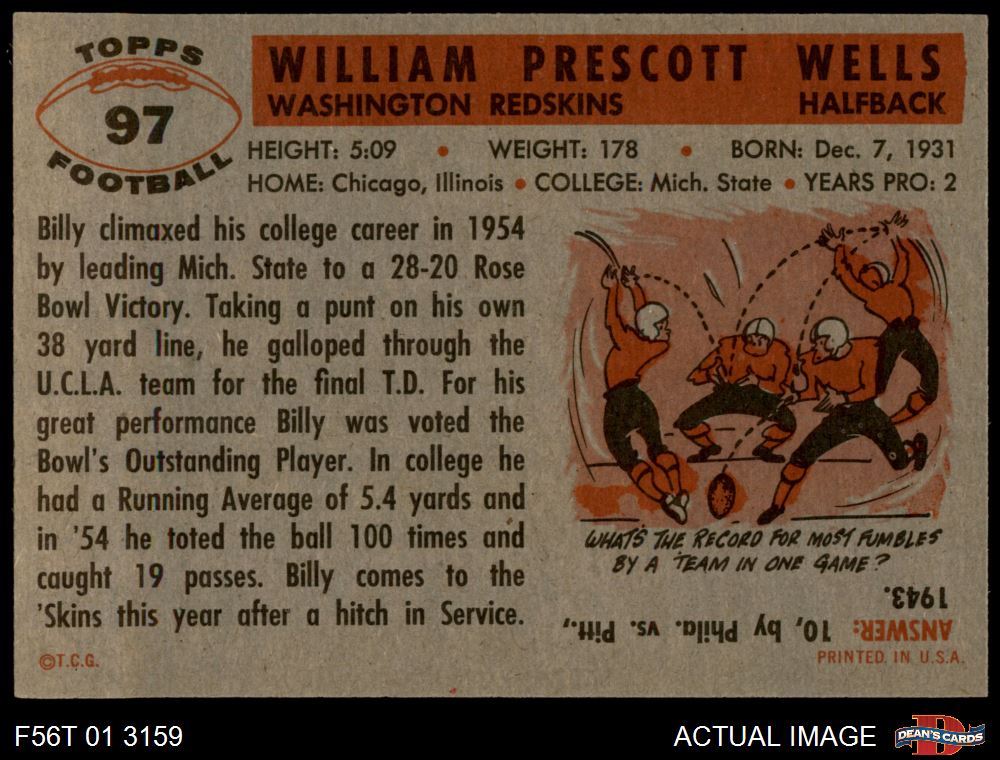 TOPPS
97
FOOTBALL
WILLIAM PRESCOTT WELLS
WASHINGTON REDSKINS HALFBACK
HEIGHT: 5:09 • WEIGHT: 178 • BORN: Dec. 7, 1931
HOME: Chicago, Illinois • COLLEGE: Mich. State • YEARS PRO: 2
Billy climaxed his college career in 1954
by leading Mich. State to a 28-20 Rose
Bowl Victory. Taking a punt on his own
38 yard line, he galloped through the
U.C.L.A. team for the final T.D. For his
great performance Billy was voted the
Bowl's Outstanding Player. In college he
had a Running Average of 5.4 yards and
in '54 he toted the ball 100 times and
caught 19 passes. Billy comes to the
'Skins this year after a hitch in Service.
WHAT'S THE RECORD FOR MOST FUMBLES
BY A TEAM IN ONE GAME?
ANSWER: 10, by Phila. vs. Pitt.,
1943.
©T.C.G.
PRINTED IN U.S.A.
F56T 01 3159
ACTUAL IMAGE
D
DEAN'S CARDS